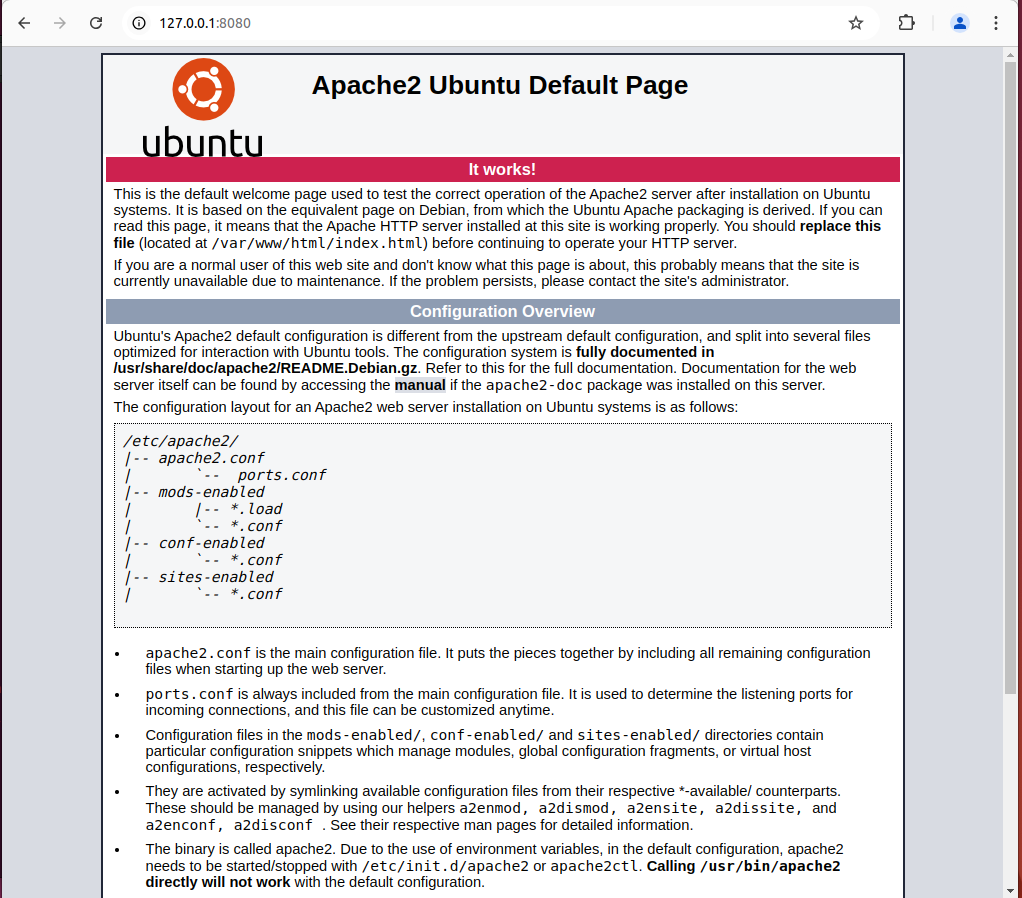 127.0.0.1:8080
Apache2 Ubuntu Default Page
ubuntu
It works!
This is the default welcome page used to test the correct operation of the Apache2 server after installation on Ubuntu
systems. It is based on the equivalent page on Debian, from which the Ubuntu Apache packaging is derived. If you can
read this page, it means that the Apache HTTP server installed at this site is working properly. You should replace this
file (located at /var/www/html/index.html) before continuing to operate your HTTP server.
If you are a normal user of this web site and don't know what this page is about, this probably means that the site is
currently unavailable due to maintenance. If the problem persists, please contact the site's administrator.
Configuration Overview
Ubuntu's Apache2 default configuration is different from the upstream default configuration, and split into several files
optimized for interaction with Ubuntu tools. The configuration system is fully documented in
/usr/share/doc/apache2/README.Debian.gz. Refer to this for the full documentation. Documentation for the web
server itself can be found by accessing the manual if the apache2-doc package was installed on this server.
The configuration layout for an Apache2 web server installation on Ubuntu systems is as follows:
/etc/apache2/
|-- apache2.conf
|       `--  ports.conf
|-- mods-enabled
|       |-- *.load
|       `-- *.conf
|-- conf-enabled
|       `-- *.conf
|-- sites-enabled
|       `-- *.conf
• apache2.conf is the main configuration file. It puts the pieces together by including all remaining configuration
files when starting up the web server.
• ports.conf is always included from the main configuration file. It is used to determine the listening ports for
incoming connections, and this file can be customized anytime.
• Configuration files in the mods-enabled/, conf-enabled/ and sites-enabled/ directories contain
particular configuration snippets which manage modules, global configuration fragments, or virtual host
configurations, respectively.
• They are activated by symlinking available configuration files from their respective *-available/ counterparts.
These should be managed by using our helpers a2enmod, a2dismod, a2ensite, a2dissite, and
a2enconf, a2disconf . See their respective man pages for detailed information.
• The binary is called apache2. Due to the use of environment variables, in the default configuration, apache2
needs to be started/stopped with /etc/init.d/apache2 or apache2ctl. Calling /usr/bin/apache2
directly will not work with the default configuration.